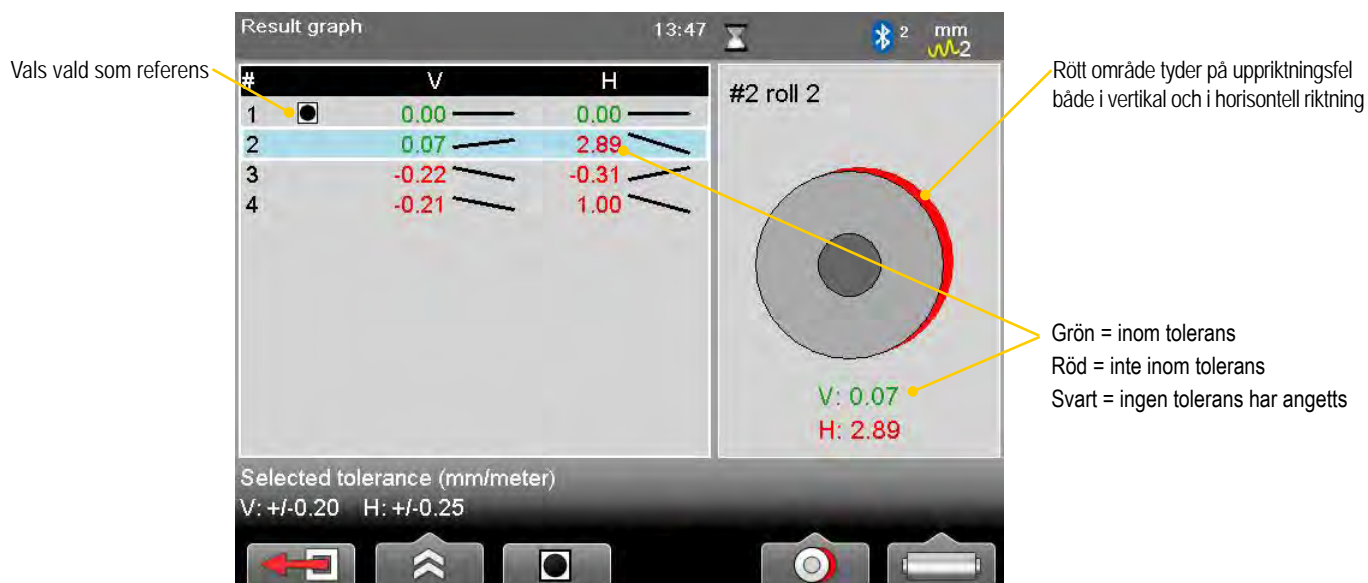 Result graph 13:47 2 mm
2
Vals vald som referens
# V H
1 0.00 0.00
2 0.07 2.89
3 -0.22 -0.31
4 -0.21 1.00
#2 roll 2
Rött område tyder på uppriktningsfel
både i vertikal och i horisontell riktning
V: 0.07
H: 2.89
Grön = inom tolerans
Röd = inte inom tolerans
Svart = ingen tolerans har angetts
Selected tolerance (mm/meter)
V: +/-0.20 H: +/-0.25